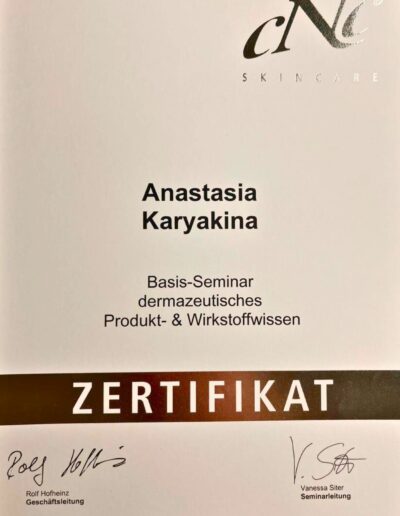 cNc
SKINCARE
Anastasia
Karyakina
Basis-Seminar
dermazeutisches
Produkt- & Wirkstoffwissen
ZERTIFIKAT
Rolf Hofheinz
Geschäftsleitung
Vanessa Siter
Seminarleitung